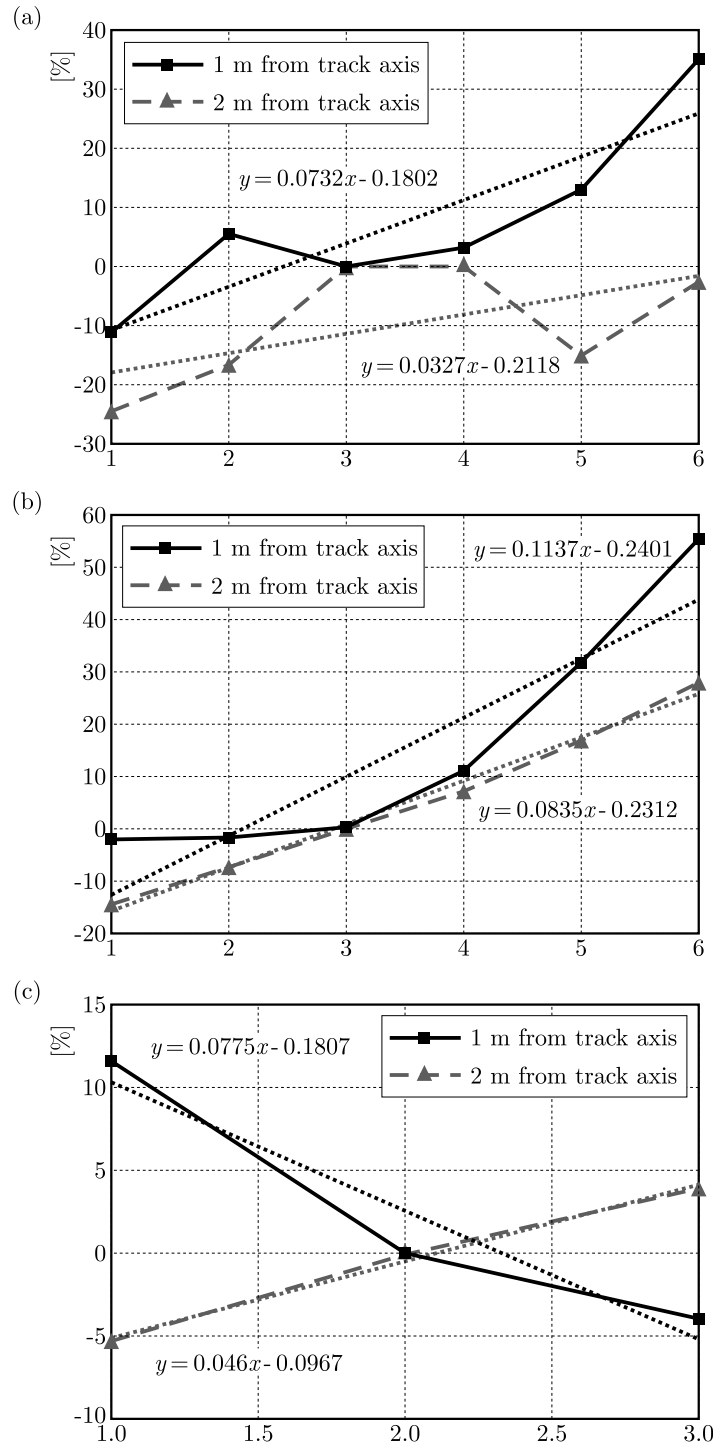 (a)
[%]
40
30
20
10
0
-10
-20
-30
1 m from track axis
2 m from track axis
y = 0.0732x - 0.1802
y = 0.0327x - 0.2118
1 2 3 4 5 6
(b)
[%]
60
50
40
30
20
10
0
-10
-20
1 m from track axis
2 m from track axis
y = 0.1137x - 0.2401
y = 0.0835x - 0.2312
1 2 3 4 5 6
(c)
[%]
15
10
5
0
-5
-10
y = 0.0775x - 0.1807
1 m from track axis
2 m from track axis
y = 0.046x - 0.0967
1.0 1.5 2.0 2.5 3.0